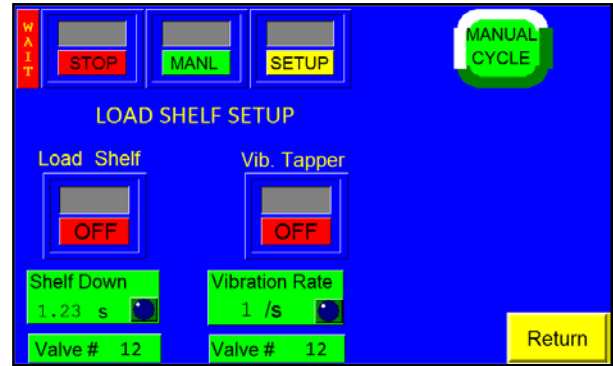 WAIT
STOP MANL SETUP
MANUAL
CYCLE
LOAD SHELF SETUP
Load Shelf Vib. Tapper
OFF OFF
Shelf Down Vibration Rate
1.23 s 1 /s
Valve # 12 Valve # 12
Return